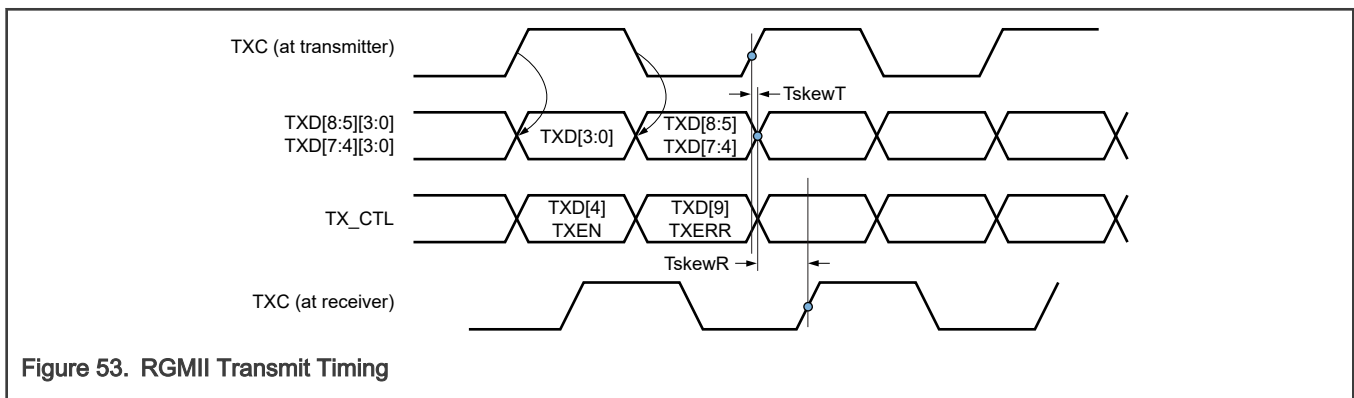 TXC (at transmitter)
TskewT
TXD[8:5][3:0]
TXD[7:4][3:0]
TXD[3:0]
TXD[8:5]
TXD[7:4]
TX_CTL
TXD[4]
TXEN
TXD[9]
TXERR
TskewR
TXC (at receiver)
Figure 53. RGMII Transmit Timing